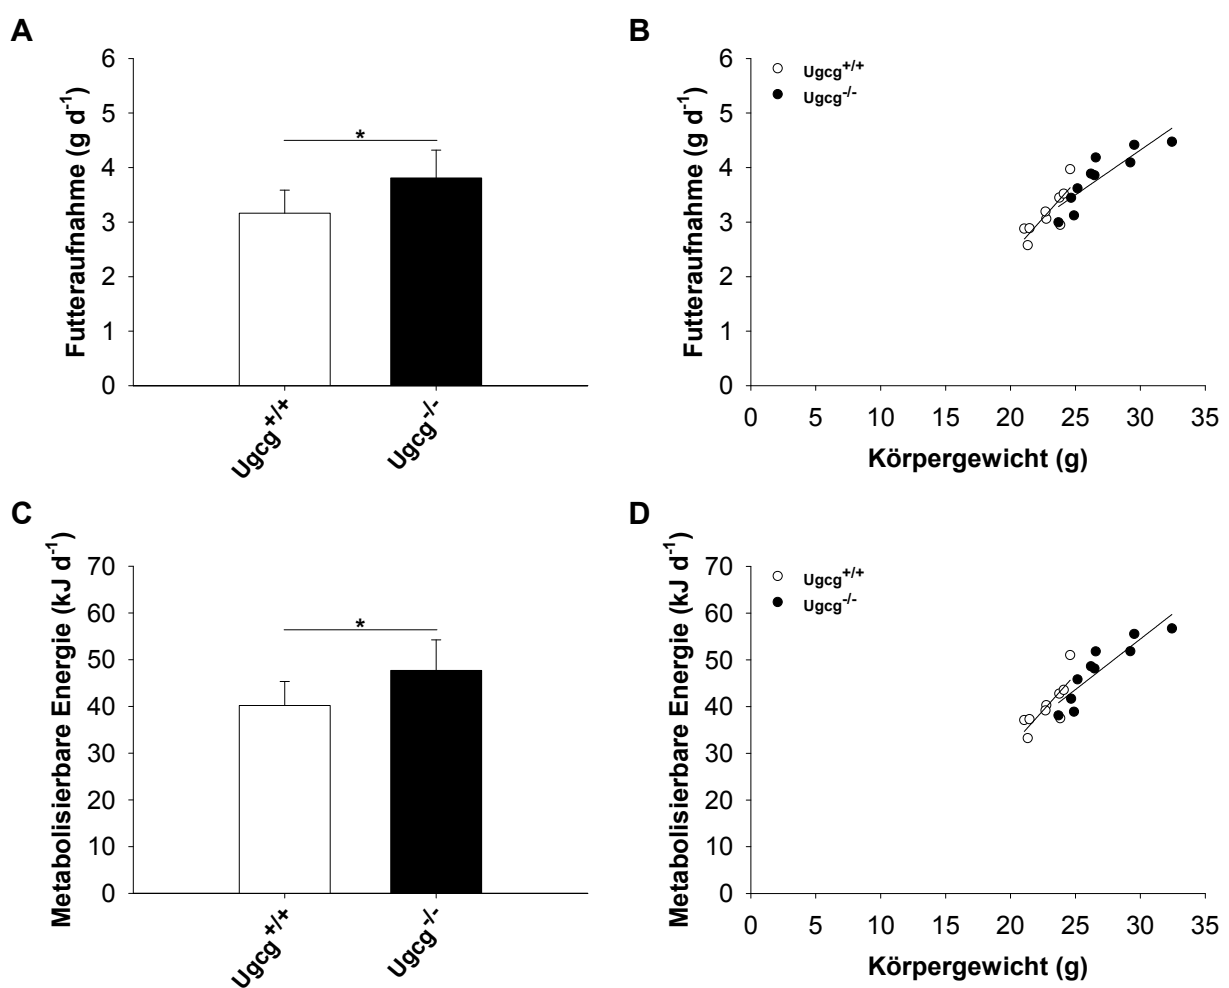 A
Futteraufnahme (g d-1)
6
5
4
3
2
1
0
*
Ugcg +/+
Ugcg -/-
B
Futteraufnahme (g d-1)
6
5
4
3
2
1
0
Ugcg+/+
Ugcg-/-
0 5 10 15 20 25 30 35
Körpergewicht (g)
C
Metabolisierbare Energie (kJ d-1)
70
60
50
40
30
20
10
0
*
Ugcg +/+
Ugcg -/-
D
Metabolisierbare Energie (kJ d-1)
70
60
50
40
30
20
10
0
Ugcg+/+
Ugcg-/-
0 5 10 15 20 25 30 35
Körpergewicht (g)